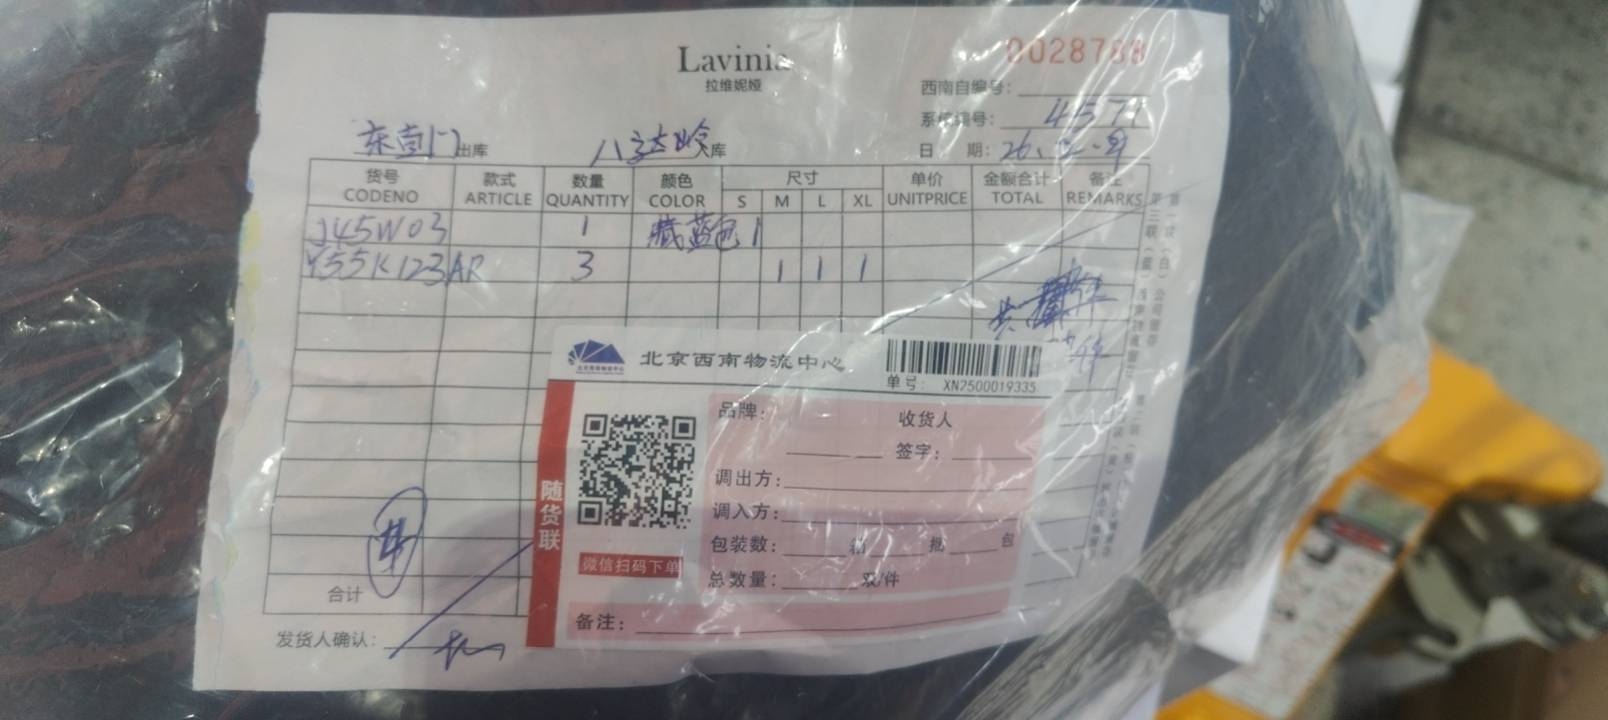 Lavinia
拉维妮娅
0028788
西南自编号:
系统编号: 4577
日 期: 26.
东直门 出库 八达岭 入库
货号 款式 数量 颜色 尺寸 单价 金额合计 备注
CODENO ARTICLE QUANTITY COLOR S M L XL UNITPRICE TOTAL REMARKS
J45W03 1 藏蓝色 1
Y55K123AR 3 1 1 1
共
件
北京西南物流中心
单号: XN2500019335
随货联
微信扫码下单
品牌: 收货人
签字:
调出方:
调入方:
包装数: 箱 捆 包
总数量: 双/件
备注:
合计
发货人确认: